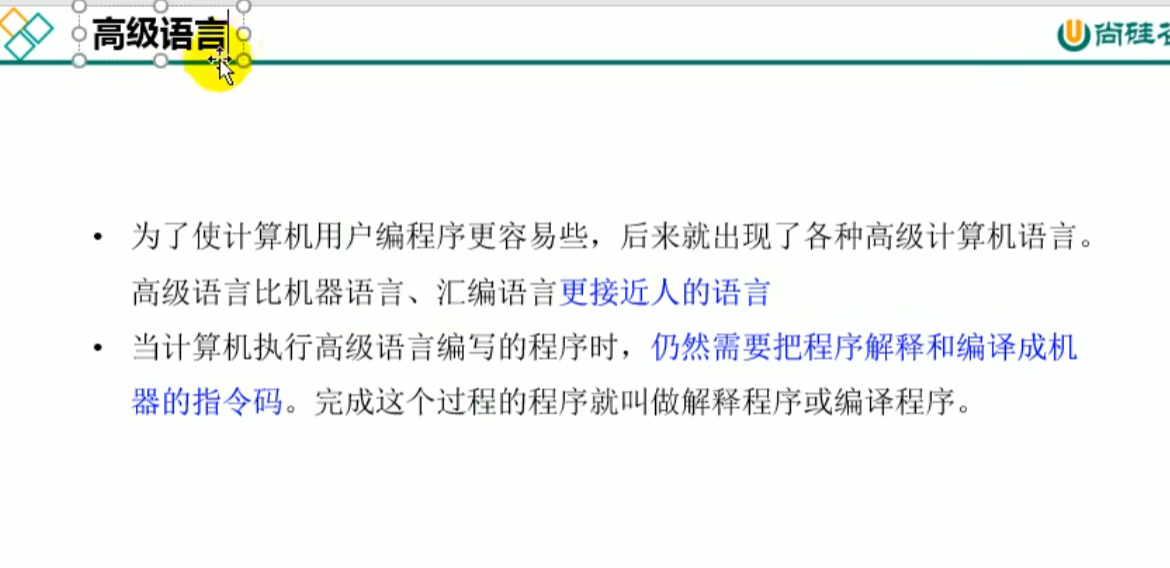 高级语言
尚硅谷
• 为了使计算机用户编程序更容易些，后来就出现了各种高级计算机语言。
高级语言比机器语言、汇编语言更接近人的语言
• 当计算机执行高级语言编写的程序时，仍然需要把程序解释和编译成机
器的指令码。完成这个过程的程序就叫做解释程序或编译程序。